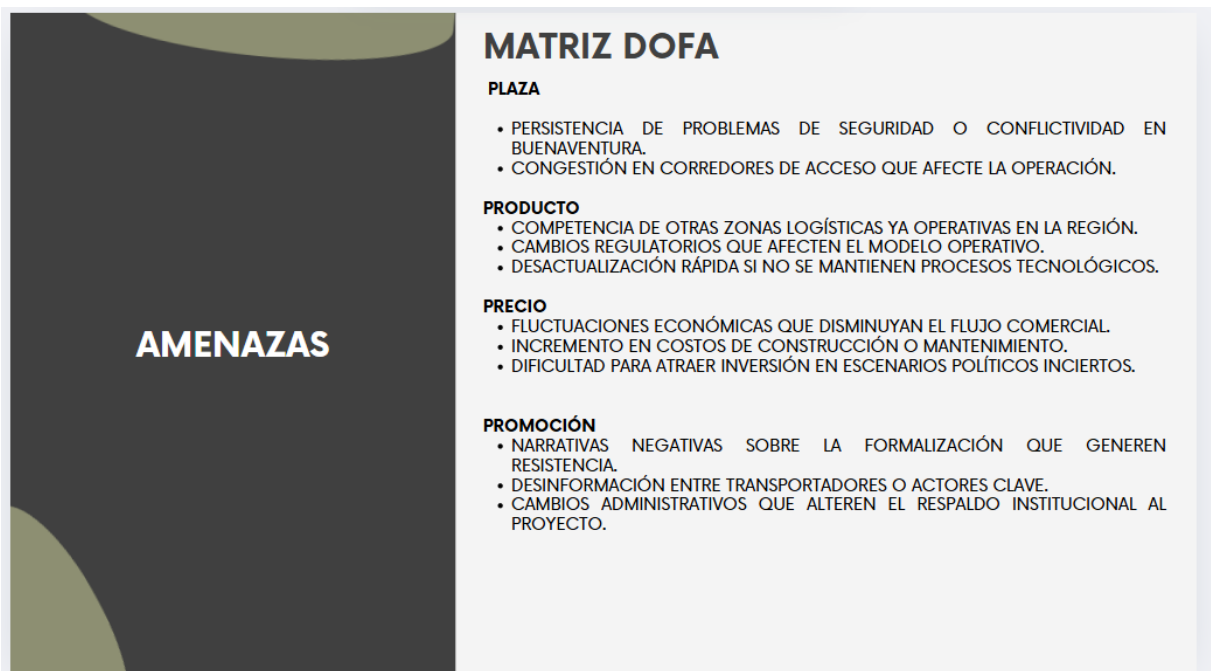 MATRIZ DOFA
PLAZA
• PERSISTENCIA DE PROBLEMAS DE SEGURIDAD O CONFLICTIVIDAD EN
BUENAVENTURA.
• CONGESTIÓN EN CORREDORES DE ACCESO QUE AFECTE LA OPERACIÓN.
PRODUCTO
• COMPETENCIA DE OTRAS ZONAS LOGÍSTICAS YA OPERATIVAS EN LA REGIÓN.
• CAMBIOS REGULATORIOS QUE AFECTEN EL MODELO OPERATIVO.
• DESACTUALIZACIÓN RÁPIDA SI NO SE MANTIENEN PROCESOS TECNOLÓGICOS.
PRECIO
• FLUCTUACIONES ECONÓMICAS QUE DISMINUYAN EL FLUJO COMERCIAL.
• INCREMENTO EN COSTOS DE CONSTRUCCIÓN O MANTENIMIENTO.
• DIFICULTAD PARA ATRAER INVERSIÓN EN ESCENARIOS POLÍTICOS INCIERTOS.
PROMOCIÓN
• NARRATIVAS NEGATIVAS SOBRE LA FORMALIZACIÓN QUE GENEREN
RESISTENCIA.
• DESINFORMACIÓN ENTRE TRANSPORTADORES O ACTORES CLAVE.
• CAMBIOS ADMINISTRATIVOS QUE ALTEREN EL RESPALDO INSTITUCIONAL AL
PROYECTO.
AMENAZAS